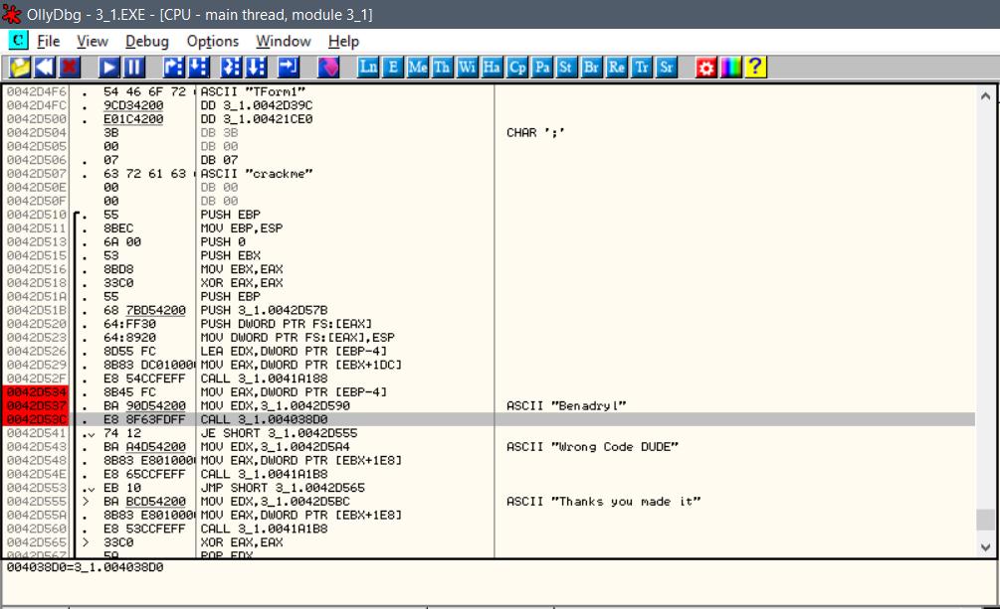 OllyDbg - 3_1.EXE - [CPU - main thread, module 3_1]
C File View Debug Options Window Help
Ln E Me Th Wi Ha Cp Pa St Br Re Tr Sr ?
0042D4F6 . 54 46 6F 72 ASCII "TForm1"
0042D4FC . 9CD34200 DD 3_1.0042D39C
0042D500 . E01C4200 DD 3_1.00421CE0
0042D504 3B DB 3B CHAR ';'
0042D505 00 DB 00
0042D506 . 07 DB 07
0042D507 . 63 72 61 63 ASCII "crackme"
0042D50E 00 DB 00
0042D50F 00 DB 00
0042D510 . 55 PUSH EBP
0042D511 . 8BEC MOV EBP,ESP
0042D513 . 6A 00 PUSH 0
0042D515 . 53 PUSH EBX
0042D516 . 8BD8 MOV EBX,EAX
0042D518 . 33C0 XOR EAX,EAX
0042D51A . 55 PUSH EBP
0042D51B . 68 7BD54200 PUSH 3_1.0042D57B
0042D520 . 64:FF30 PUSH DWORD PTR FS:[EAX]
0042D523 . 64:8920 MOV DWORD PTR FS:[EAX],ESP
0042D526 . 8D55 FC LEA EDX,DWORD PTR [EBP-4]
0042D529 . 8B83 DC010000 MOV EAX,DWORD PTR [EBX+1DC]
0042D52F . E8 54CCFEFF CALL 3_1.0041A188
0042D534 . 8B45 FC MOV EAX,DWORD PTR [EBP-4]
0042D537 . BA 90D54200 MOV EDX,3_1.0042D590 ASCII "Benadryl"
0042D53C . E8 8F63FDFF CALL 3_1.004038D0
0042D541 .v 74 12 JE SHORT 3_1.0042D555
0042D543 . BA A4D54200 MOV EDX,3_1.0042D5A4 ASCII "Wrong Code DUDE"
0042D548 . 8B83 E8010000 MOV EAX,DWORD PTR [EBX+1E8]
0042D54E . E8 65CCFEFF CALL 3_1.0041A1B8
0042D553 .v EB 10 JMP SHORT 3_1.0042D565
0042D555 > BA BCD54200 MOV EDX,3_1.0042D5BC ASCII "Thanks you made it"
0042D55A . 8B83 E8010000 MOV EAX,DWORD PTR [EBX+1E8]
0042D560 . E8 53CCFEFF CALL 3_1.0041A1B8
0042D565 > 33C0 XOR EAX,EAX
0042D567 . 5A POP EDX
004038D0=3_1.004038D0